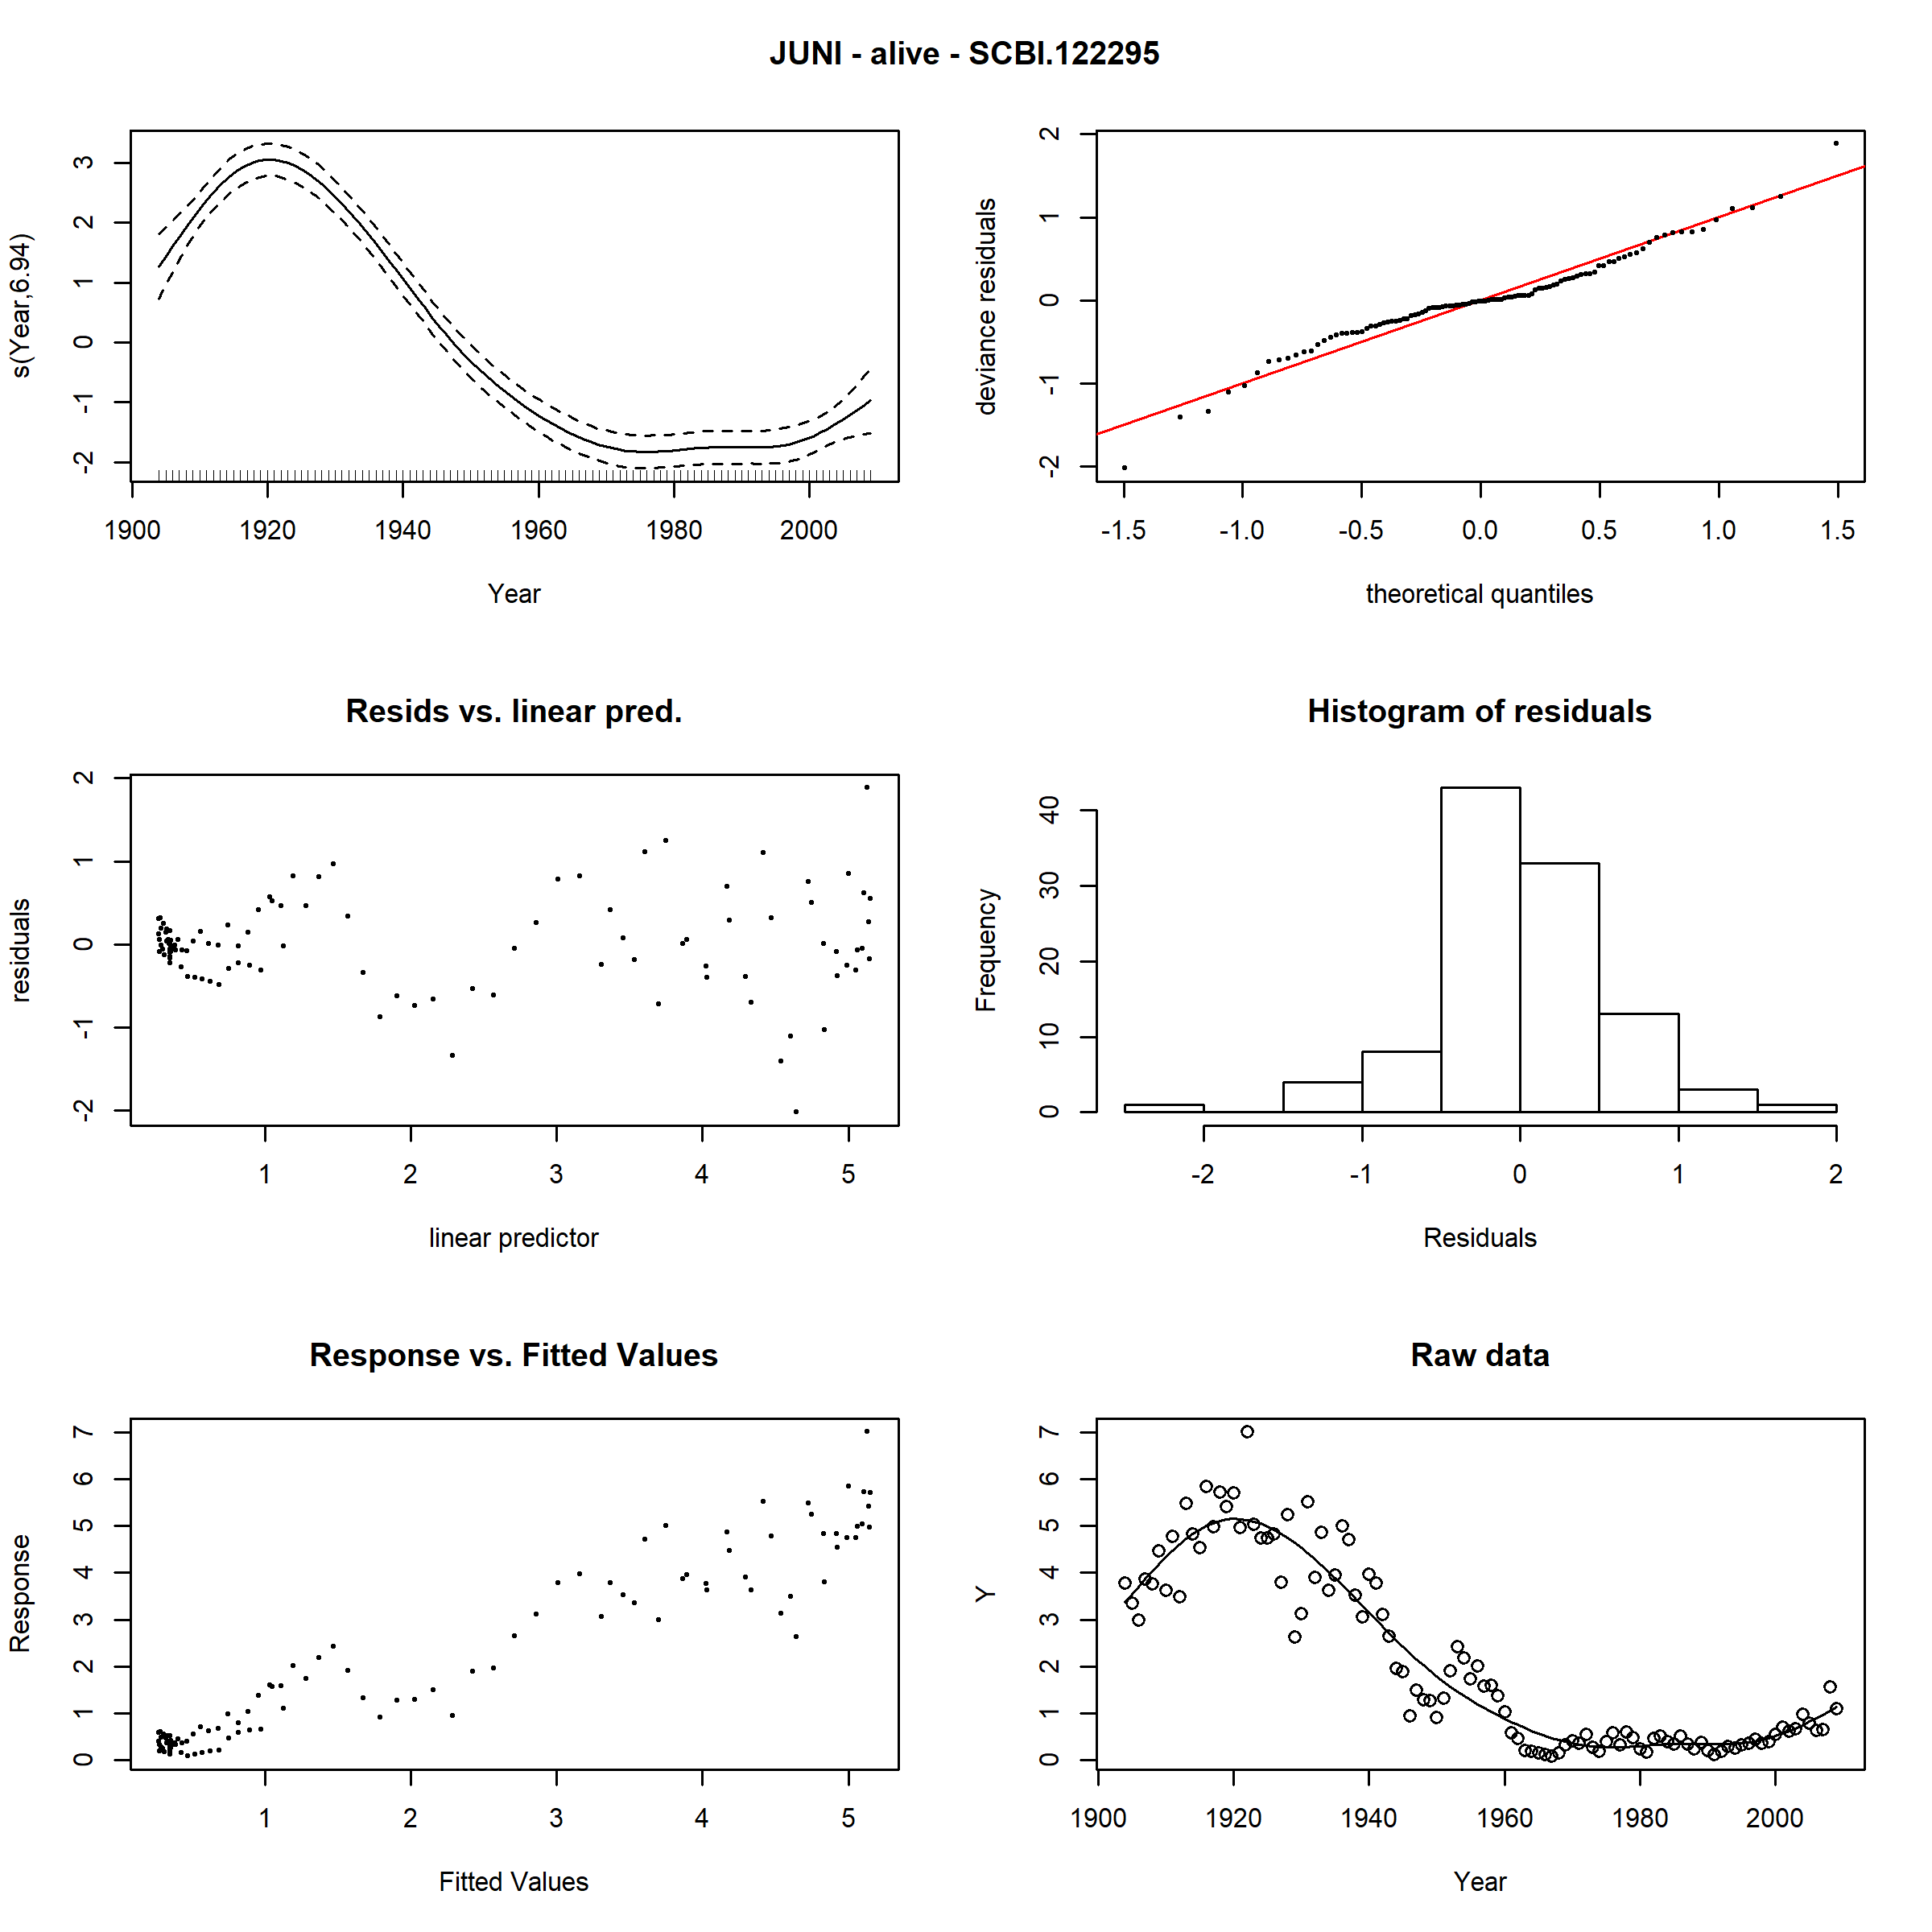 JUNI - alive - SCBI.122295
s(Year,6.94)
3
2
1
0
-1
-2
1900 1920 1940 1960 1980 2000
Year
deviance residuals
2
1
0
-1
-2
-1.5 -1.0 -0.5 0.0 0.5 1.0 1.5
theoretical quantiles
Resids vs. linear pred.
residuals
2
1
0
-1
-2
1 2 3 4 5
linear predictor
Histogram of residuals
Frequency
40
30
20
10
0
-2 -1 0 1 2
Residuals
Response vs. Fitted Values
Response
7
6
5
4
3
2
1
0
1 2 3 4 5
Fitted Values
Raw data
Y
7
6
5
4
3
2
1
0
1900 1920 1940 1960 1980 2000
Year